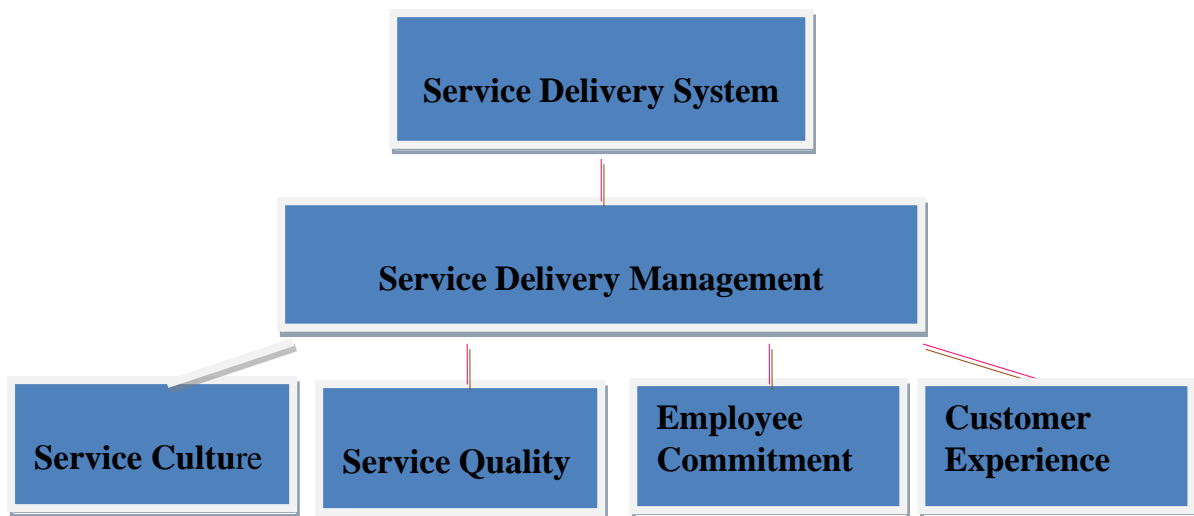 Service Delivery System
Service Delivery Management
Service Culture
Service Quality
Employee
Commitment
Customer
Experience